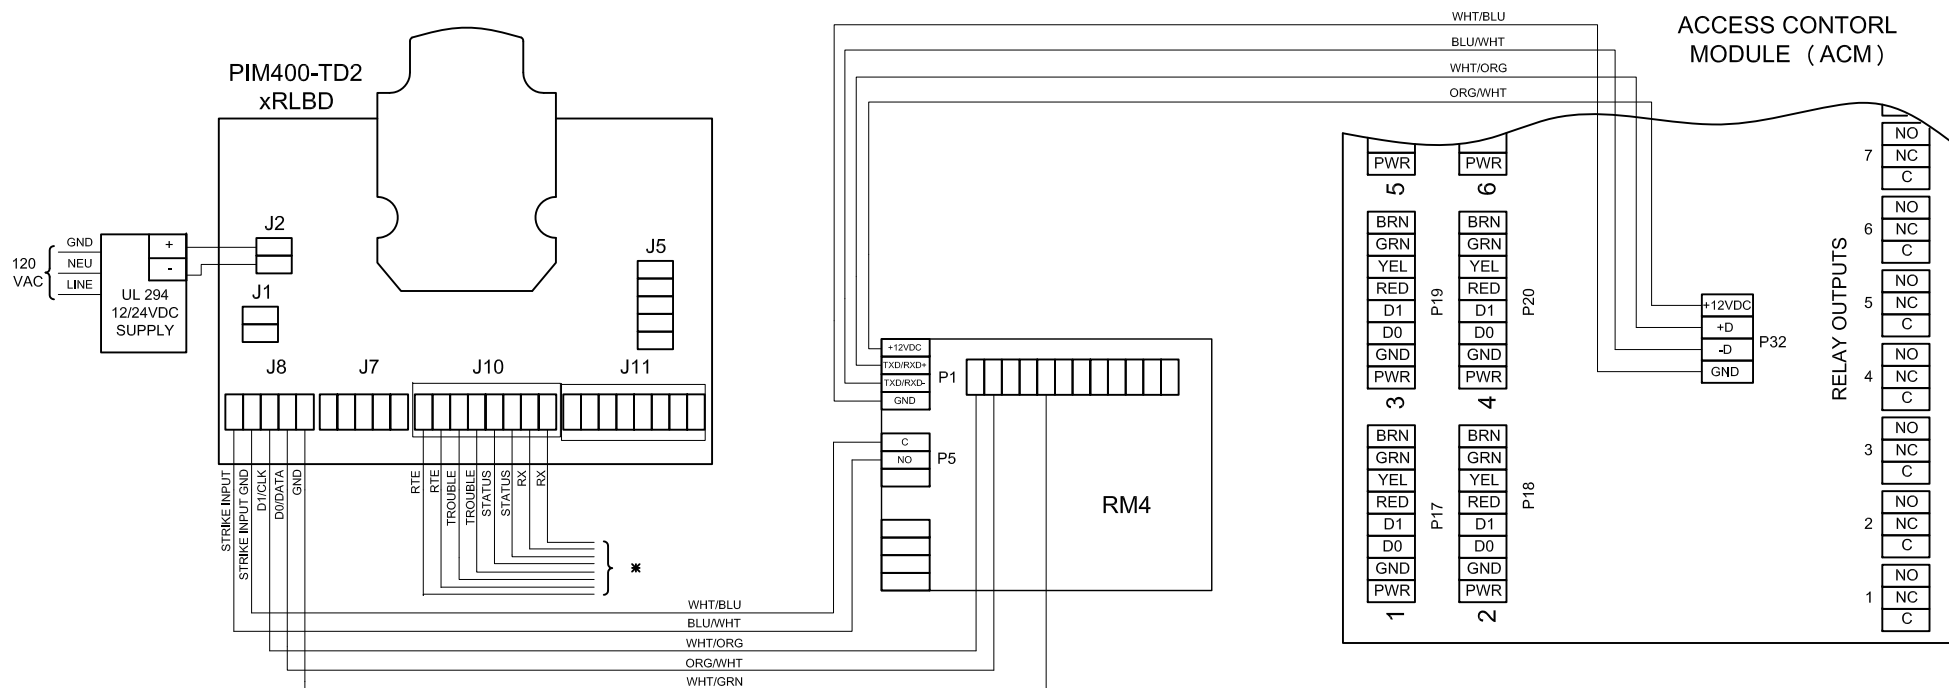 WHT/BLU
BLU/WHT
WHT/ORG
ORG/WHT
ACCESS CONTORL
MODULE ( ACM )
PIM400-TD2
xRLBD
120
VAC
GND
NEU
LINE
+
-
UL 294
12/24VDC
SUPPLY
J2
J1
J5
J8
J7
J10
J11
STRIKE INPUT
STRIKE INPUT GND
D1/CLK
D0/DATA
GND
RTE
RTE
TROUBLE
TROUBLE
STATUS
STATUS
RX
RX
*
WHT/BLU
BLU/WHT
WHT/ORG
ORG/WHT
WHT/GRN
+12VDC
TXD/RXD+
TXD/RXD-
GND
P1
C
NO
P5
RM4
PWR
5
PWR
6
BRN
GRN
YEL
RED
D1
D0
GND
PWR
3
P19
BRN
GRN
YEL
RED
D1
D0
GND
PWR
4
P20
BRN
GRN
YEL
RED
D1
D0
GND
PWR
1
P17
BRN
GRN
YEL
RED
D1
D0
GND
PWR
2
P18
+12VDC
+D
-D
GND
P32
RELAY OUTPUTS
7
NO
NC
C
6
NO
NC
C
5
NO
NC
C
4
NO
NC
C
3
NO
NC
C
2
NO
NC
C
1
NO
NC
C